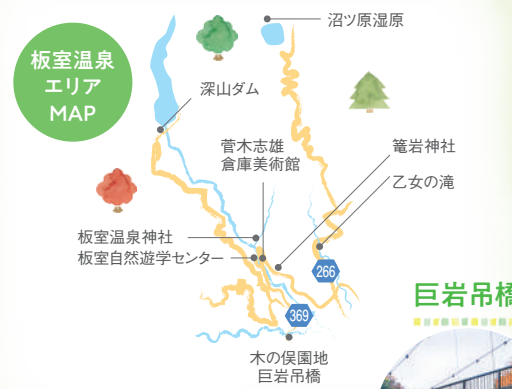 板室温泉
エリア
MAP
沼ツ原湿原
深山ダム
菅木志雄
倉庫美術館
篭岩神社
乙女の滝
板室温泉神社
板室自然遊学センター
266
369
木の俣園地
巨岩吊橋
巨岩吊橋